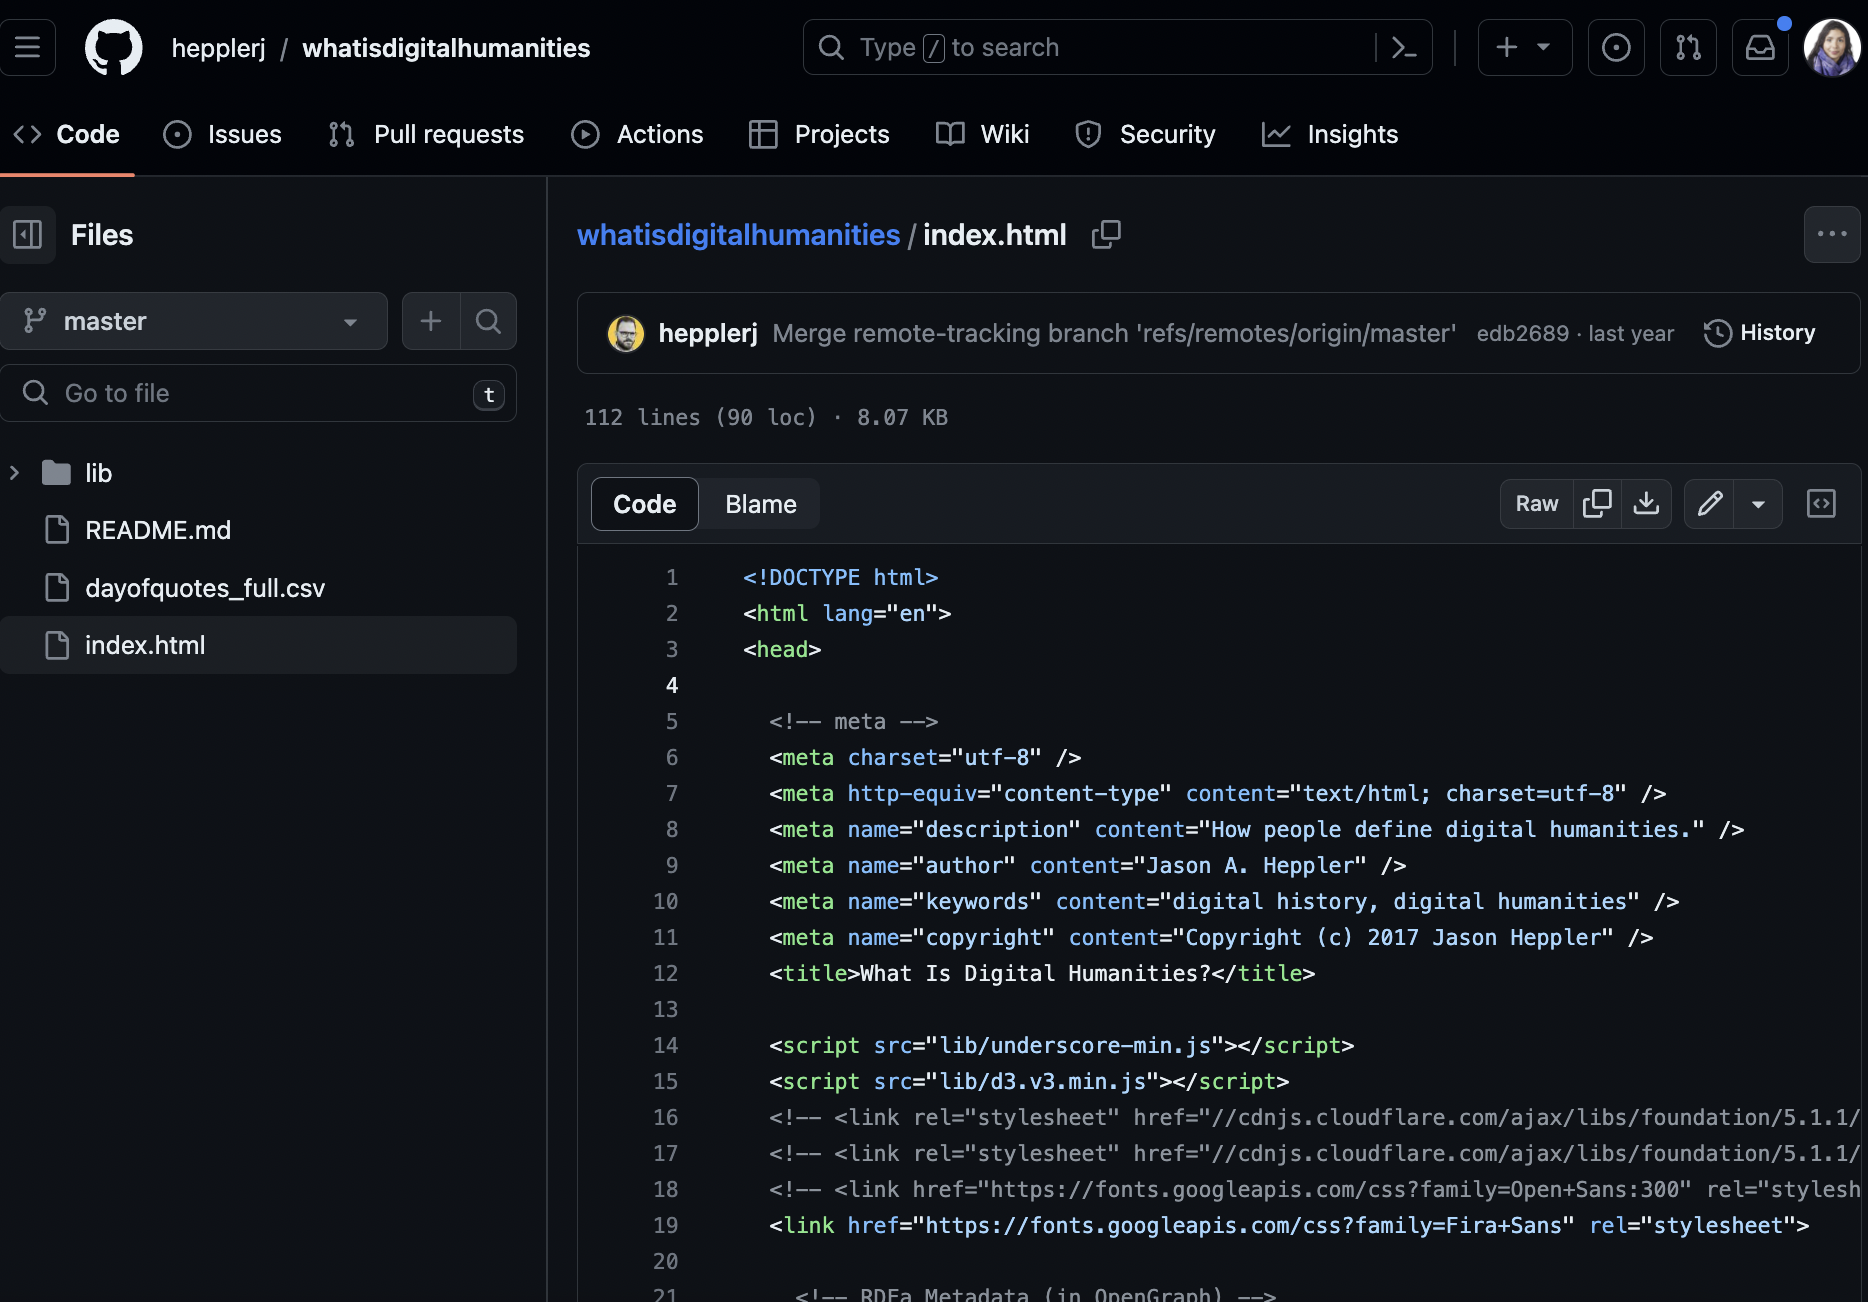 hepplerj / whatisdigitalhumanities
Type / to search
Code
Issues
Pull requests
Actions
Projects
Wiki
Security
Insights
Files
master
Go to file
t
lib
README.md
dayofquotes_full.csv
index.html
whatisdigitalhumanities / index.html
hepplerj Merge remote-tracking branch 'refs/remotes/origin/master' edb2689 · last year History
112 lines (90 loc) · 8.07 KB
Code Blame Raw
1 <!DOCTYPE html>
2 <html lang="en">
3 <head>
4
5 <!-- meta -->
6 <meta charset="utf-8" />
7 <meta http-equiv="content-type" content="text/html; charset=utf-8" />
8 <meta name="description" content="How people define digital humanities." />
9 <meta name="author" content="Jason A. Heppler" />
10 <meta name="keywords" content="digital history, digital humanities" />
11 <meta name="copyright" content="Copyright (c) 2017 Jason Heppler" />
12 <title>What Is Digital Humanities?</title>
13
14 <script src="lib/underscore-min.js"></script>
15 <script src="lib/d3.v3.min.js"></script>
16 <!-- <link rel="stylesheet" href="//cdnjs.cloudflare.com/ajax/libs/foundation/5.1.1/
17 <!-- <link rel="stylesheet" href="//cdnjs.cloudflare.com/ajax/libs/foundation/5.1.1/
18 <!-- <link href="https://fonts.googleapis.com/css?family=Open+Sans:300" rel="stylesh
19 <link href="https://fonts.googleapis.com/css?family=Fira+Sans" rel="stylesheet">
20
21 <!-- RDFa Metadata (in OpenGraph) -->